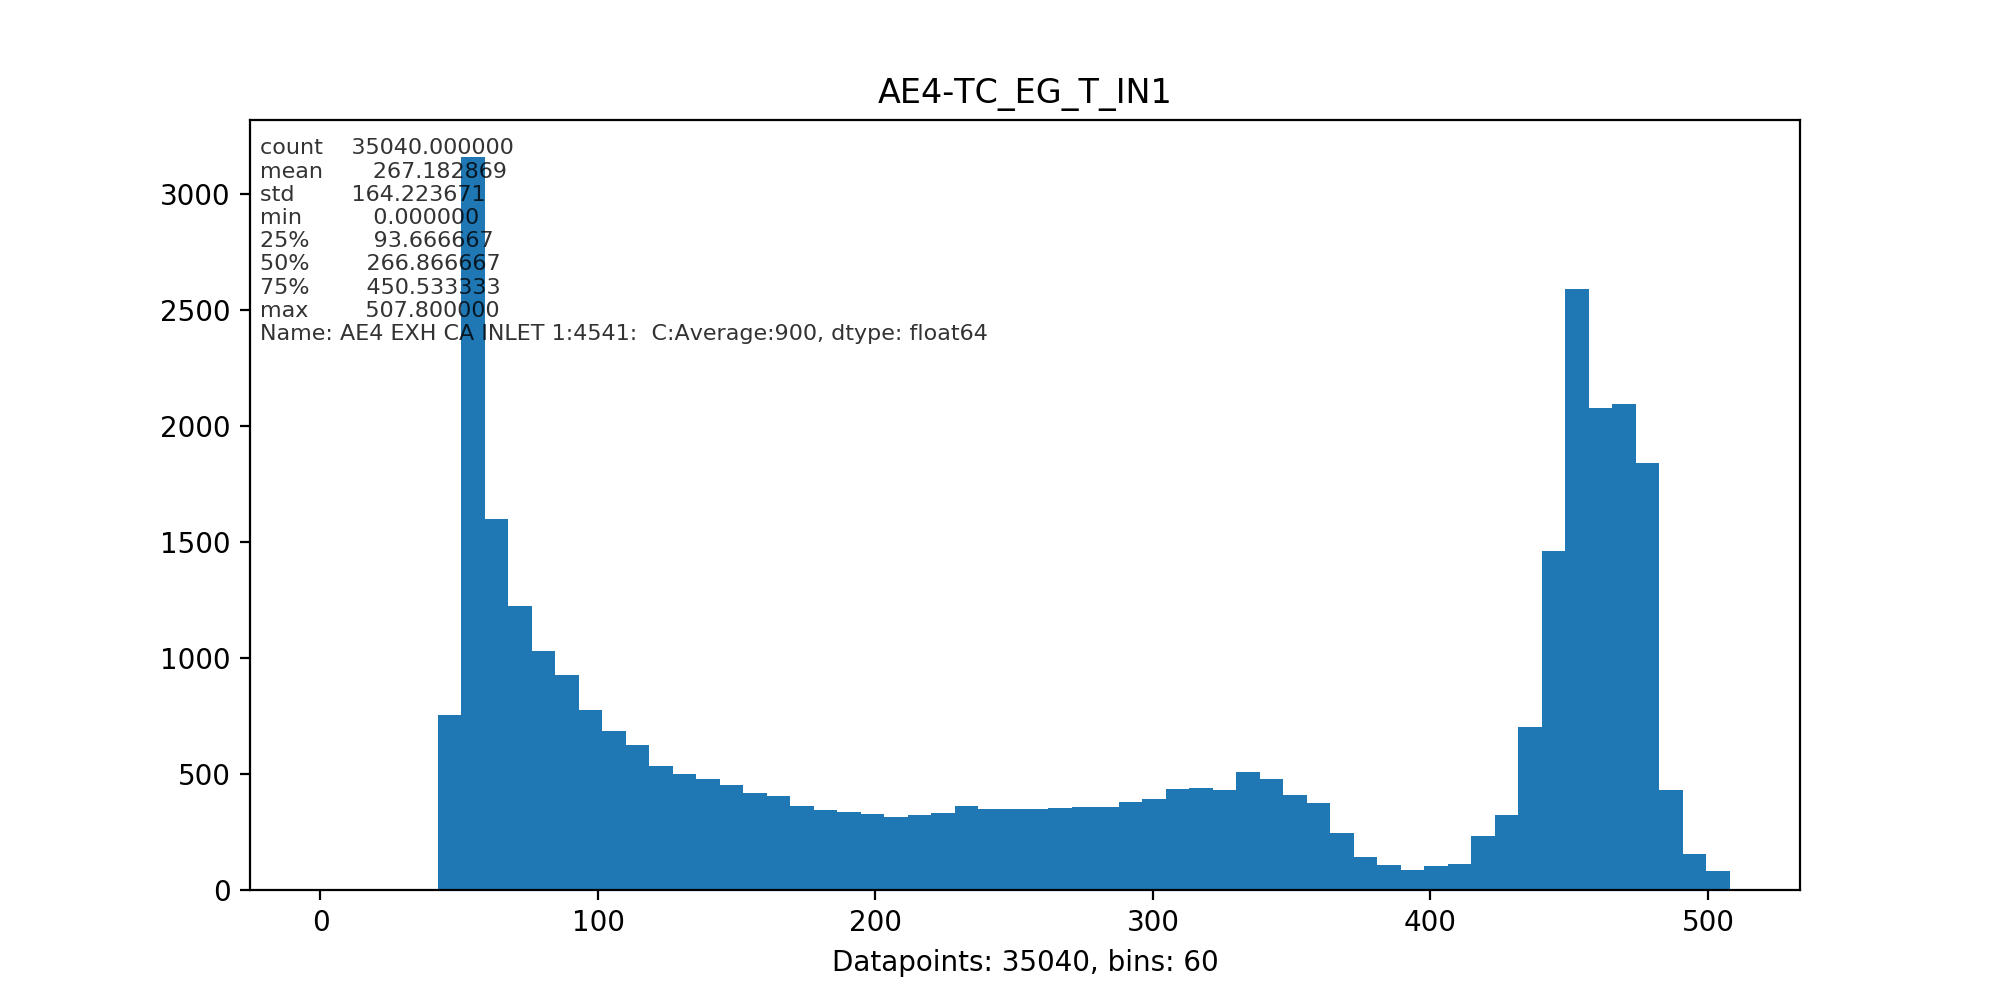 AE4-TC_EG_T_IN1
count 35040.000000
mean 267.182869
std 164.223671
min 0.000000
25% 93.666667
50% 266.866667
75% 450.533333
max 507.800000
Name: AE4 EXH CA INLET 1:4541: C:Average:900, dtype: float64
3000
2500
2000
1500
1000
500
0
0 100 200 300 400 500
Datapoints: 35040, bins: 60